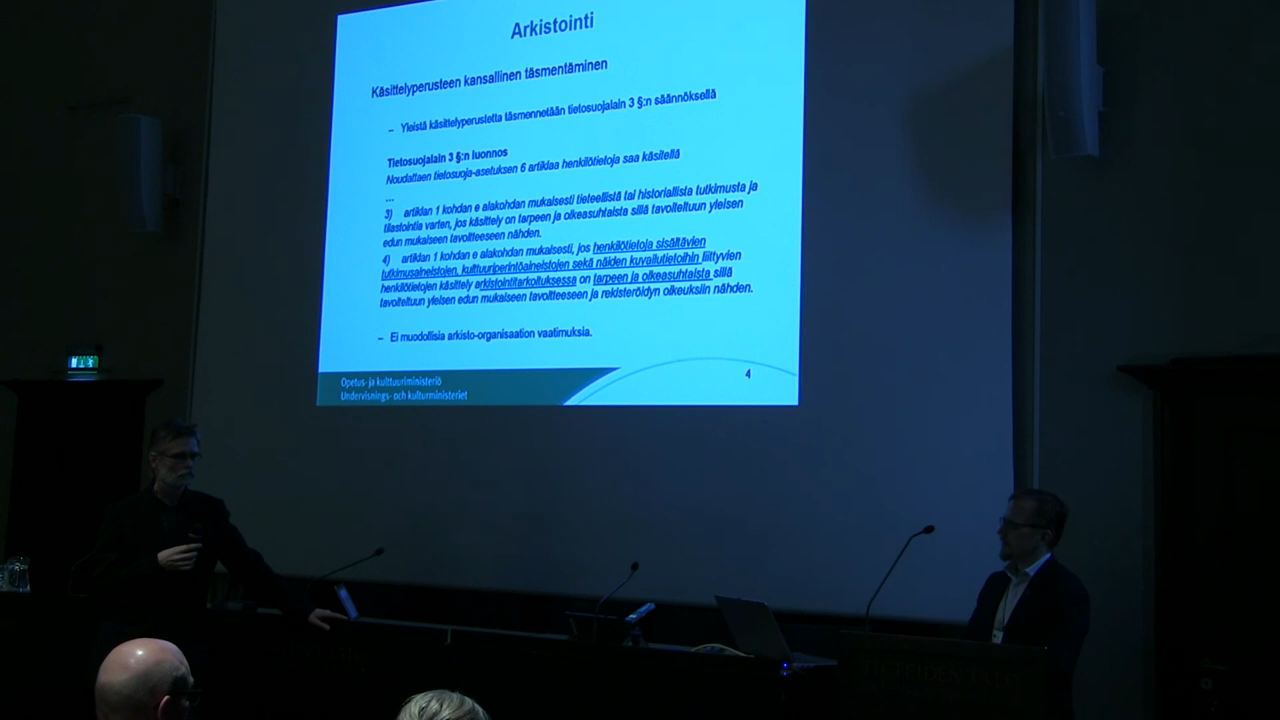 Arkistointi
Käsittelyperusteen kansallinen täsmentäminen
– Yleistä käsittelyperustetta täsmennetään tietosuojalain 3 §:n säännöksellä
Tietosuojalain 3 §:n luonnos
Noudattaen tietosuoja-asetuksen 6 artiklaa henkilötietoja saa käsitellä
...
3) artiklan 1 kohdan e alakohdan mukaisesti tieteellistä tai historiallista tutkimusta ja
tilastointia varten, jos käsittely on tarpeen ja oikeasuhtaista sillä tavoiteltuun yleisen
edun mukaiseen tavoitteeseen nähden.
4) artiklan 1 kohdan e alakohdan mukaisesti, jos henkilötietoja sisältävien
tutkimusaineistojen, kulttuuriperintöaineistojen sekä näiden kuvailutietoihin liittyvien
henkilötietojen käsittely arkistointitarkoituksessa on tarpeen ja oikeasuhtaista sillä
tavoiteltuun yleisen edun mukaiseen tavoitteeseen ja rekisteröidyn oikeuksiin nähden.
– Ei muodollisia arkisto-organisaation vaatimuksia.
Opetus- ja kulttuuriministeriö
Undervisnings- och kulturministeriet
4